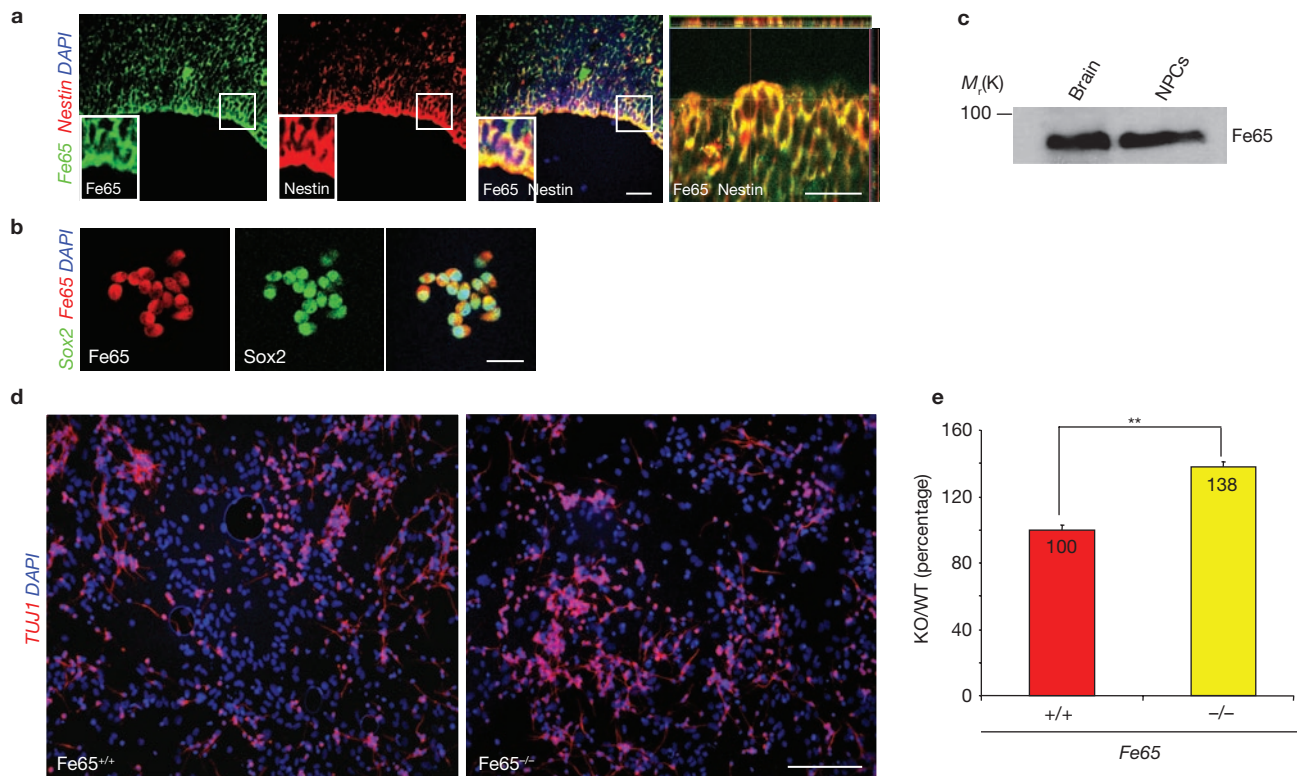 a
Fe65 Nestin DAPI
Fe65
Nestin
Fe65 Nestin
Fe65 Nestin
b
Sox2 Fe65 DAPI
Fe65
Sox2
c
Mr(K)
Brain
NPCs
100
Fe65
d
TUJ1 DAPI
Fe65+/+
Fe65–/–
e
KO/WT (percentage)
160
120
80
40
0
**
100
138
+/+
–/–
Fe65